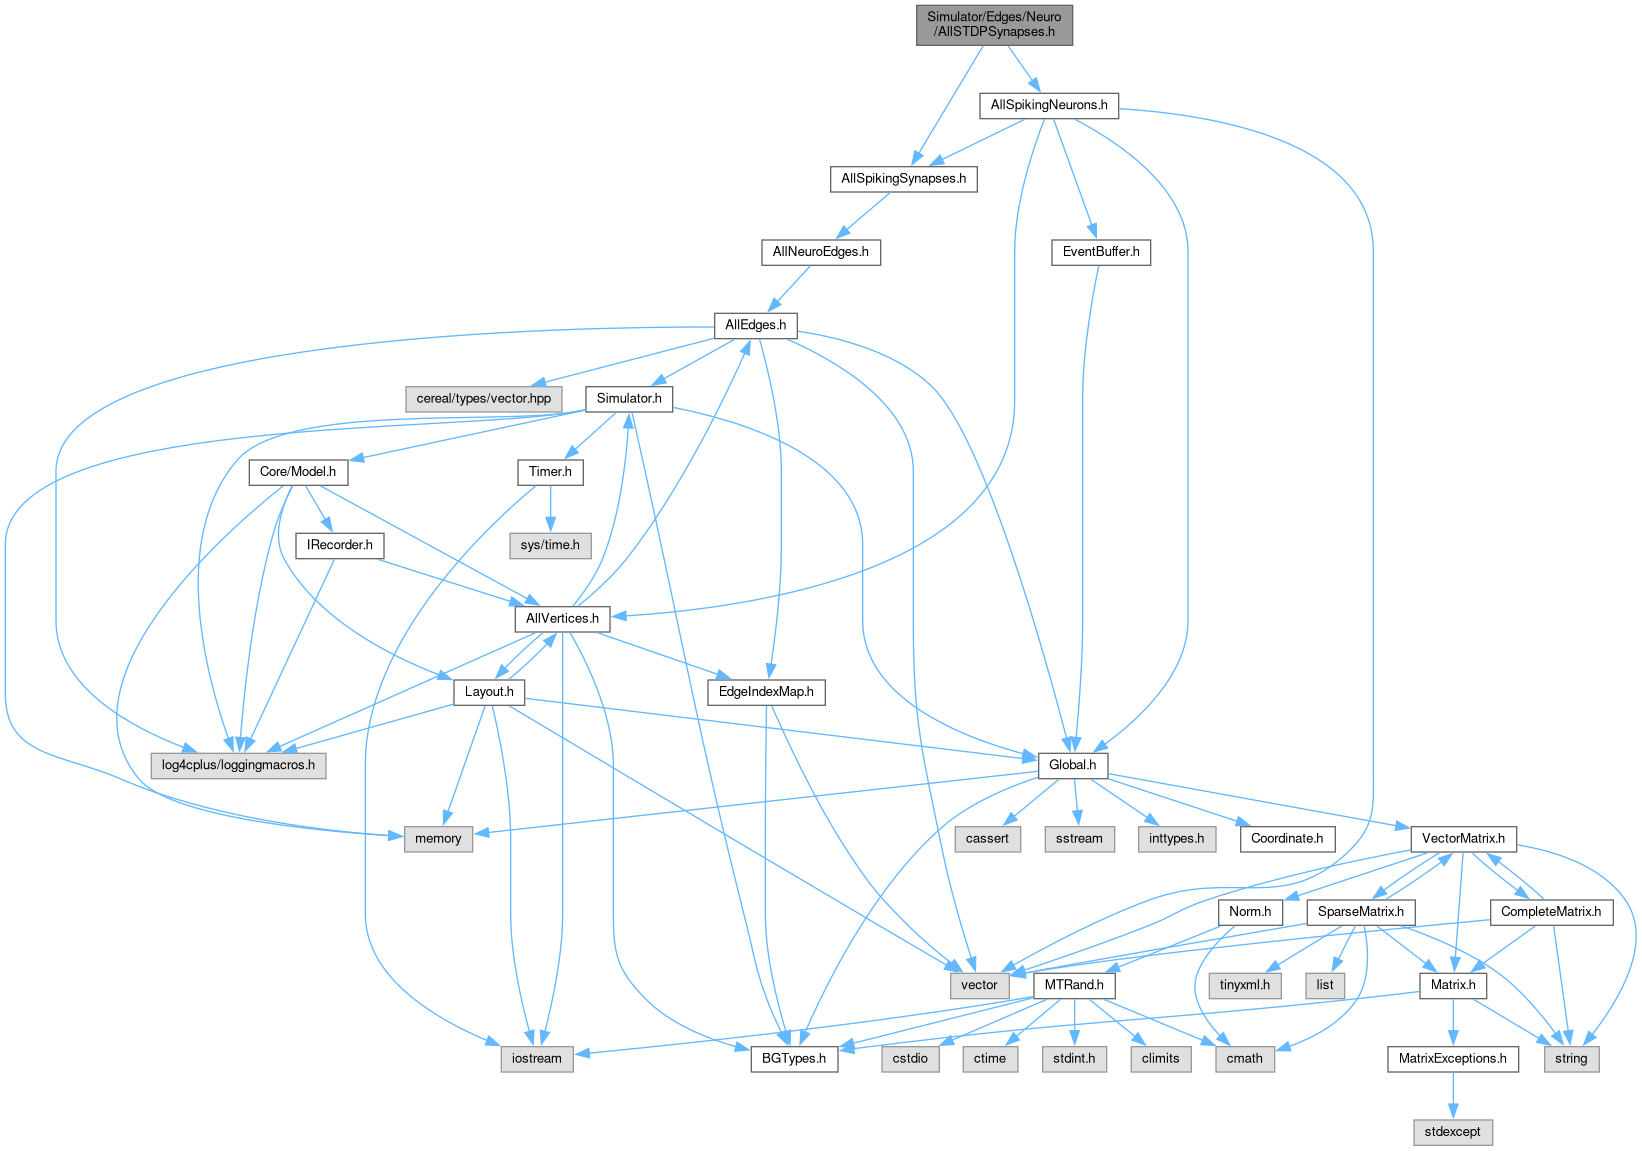 Simulator/Edges/Neuro
/AllSTDPSynapses.h
AllSpikingNeurons.h
AllSpikingSynapses.h
AllNeuroEdges.h
EventBuffer.h
AllEdges.h
cereal/types/vector.hpp
Simulator.h
Core/Model.h
Timer.h
IRecorder.h
sys/time.h
AllVertices.h
Layout.h
EdgeIndexMap.h
log4cplus/loggingmacros.h
Global.h
memory
cassert
sstream
inttypes.h
Coordinate.h
VectorMatrix.h
Norm.h
SparseMatrix.h
CompleteMatrix.h
vector
MTRand.h
tinyxml.h
list
Matrix.h
iostream
BGTypes.h
cstdio
ctime
stdint.h
climits
cmath
MatrixExceptions.h
string
stdexcept